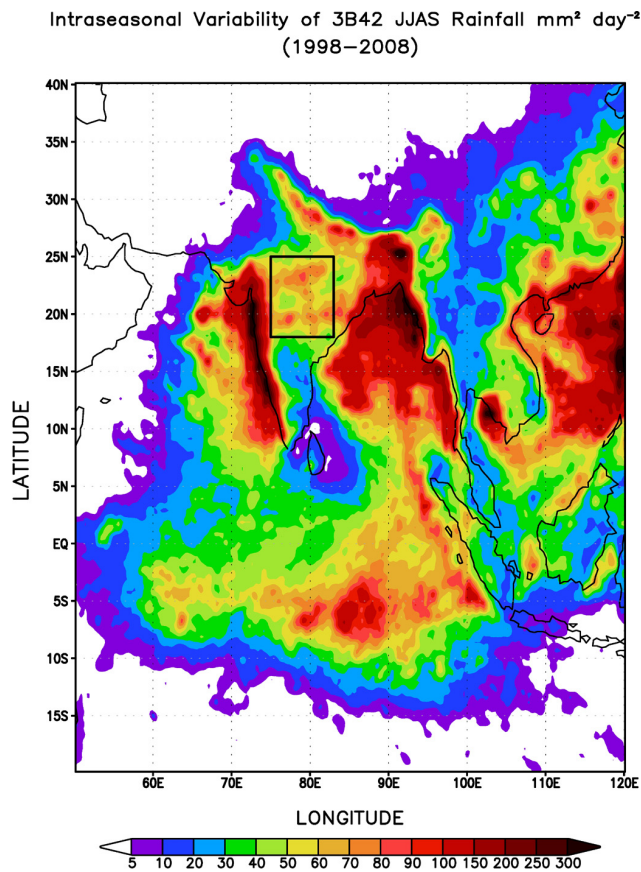 Intraseasonal Variability of 3B42 JJAS Rainfall mm² day⁻²
(1998−2008)
40N
35N
30N
25N
20N
15N
10N
5N
EQ
5S
10S
15S
LATITUDE
60E 70E 80E 90E 100E 110E 120E
LONGITUDE
5 10 20 30 40 50 60 70 80 90 100 150 200 250 300